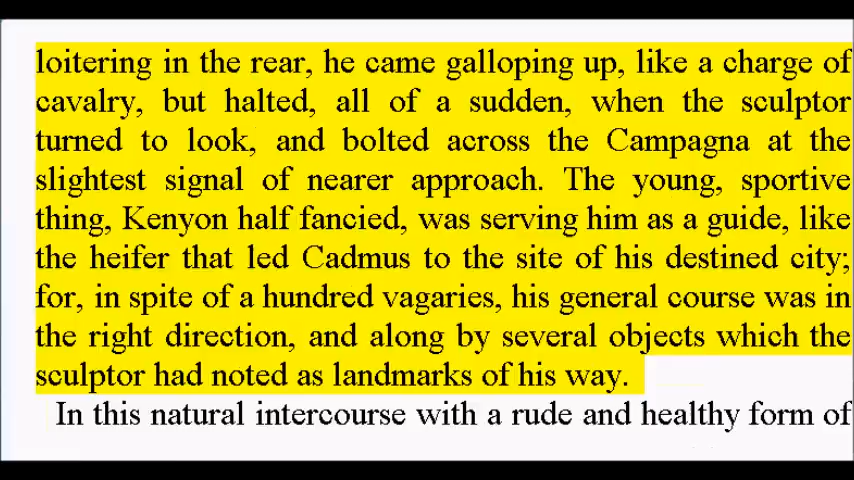 loitering in the rear, he came galloping up, like a charge of
cavalry, but halted, all of a sudden, when the sculptor
turned to look, and bolted across the Campagna at the
slightest signal of nearer approach. The young, sportive
thing, Kenyon half fancied, was serving him as a guide, like
the heifer that led Cadmus to the site of his destined city;
for, in spite of a hundred vagaries, his general course was in
the right direction, and along by several objects which the
sculptor had noted as landmarks of his way.
In this natural intercourse with a rude and healthy form of